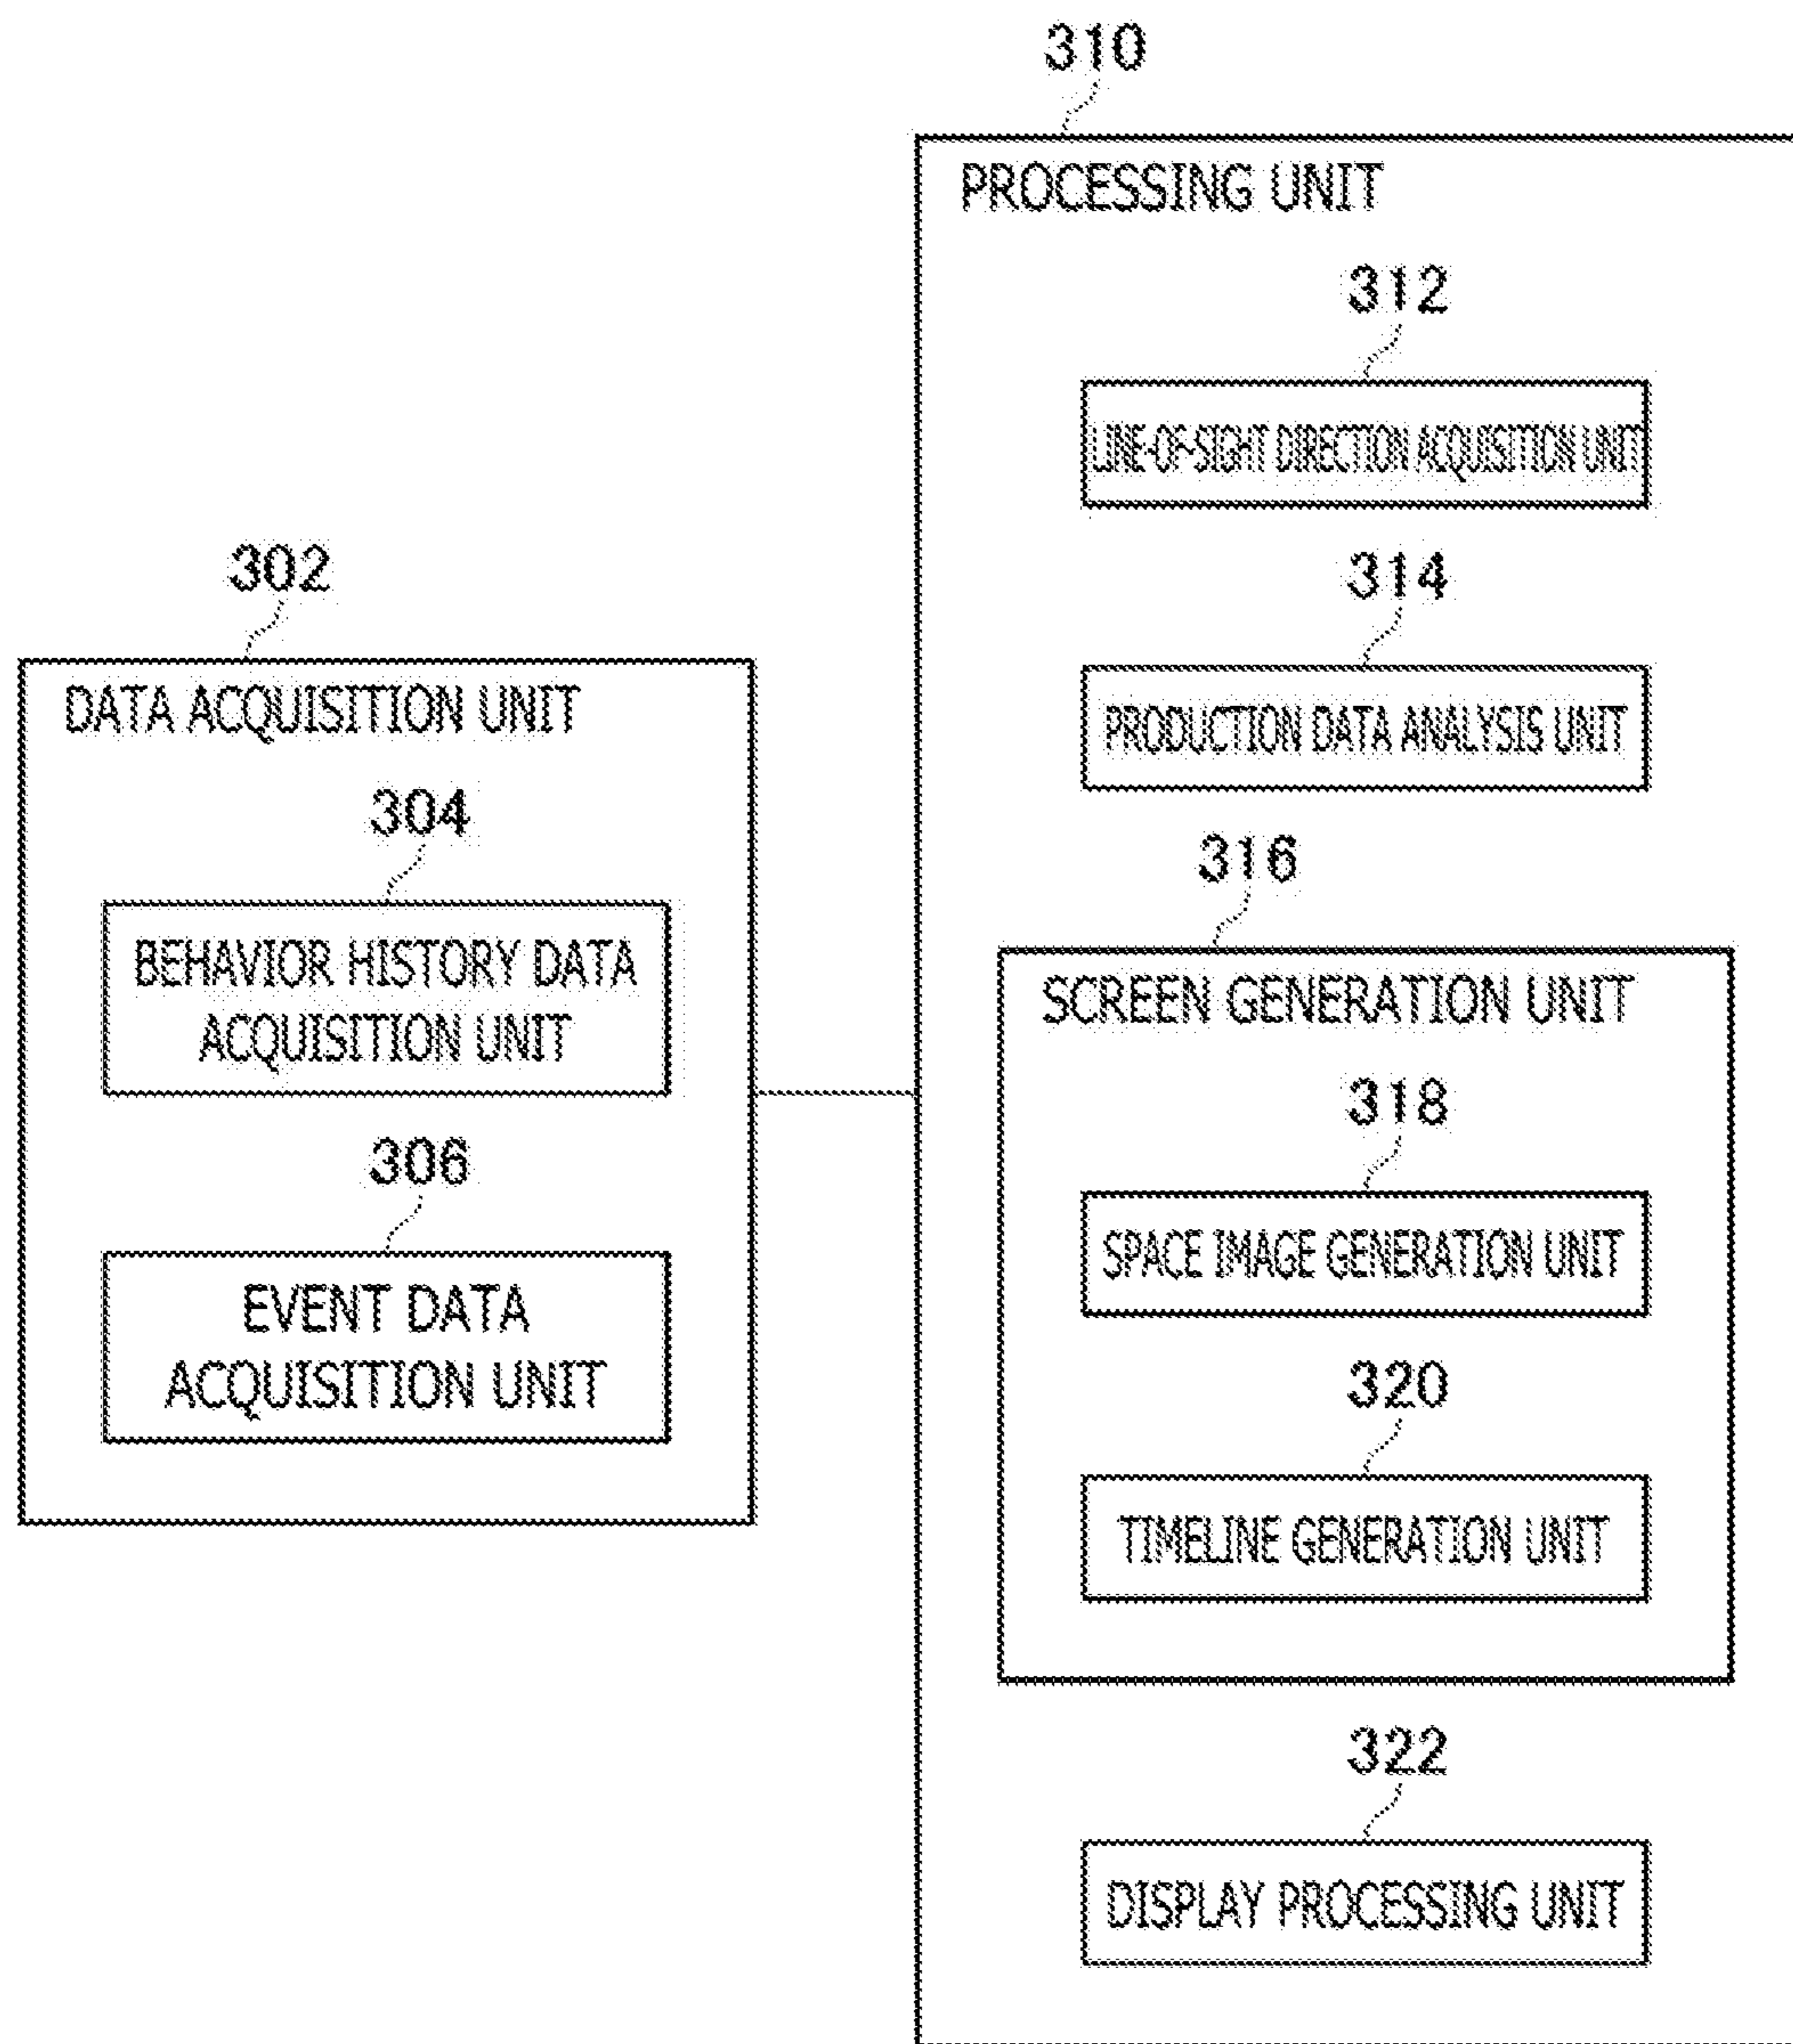 310
PROCESSING UNIT
312
LINE-OF-SIGHT DIRECTION ACQUISITION UNIT
314
PRODUCTION DATA ANALYSIS UNIT
316
SCREEN GENERATION UNIT
318
SPACE IMAGE GENERATION UNIT
320
TIMELINE GENERATION UNIT
322
DISPLAY PROCESSING UNIT
302
DATA ACQUISITION UNIT
304
BEHAVIOR HISTORY DATA
ACQUISITION UNIT
306
EVENT DATA
ACQUISITION UNIT